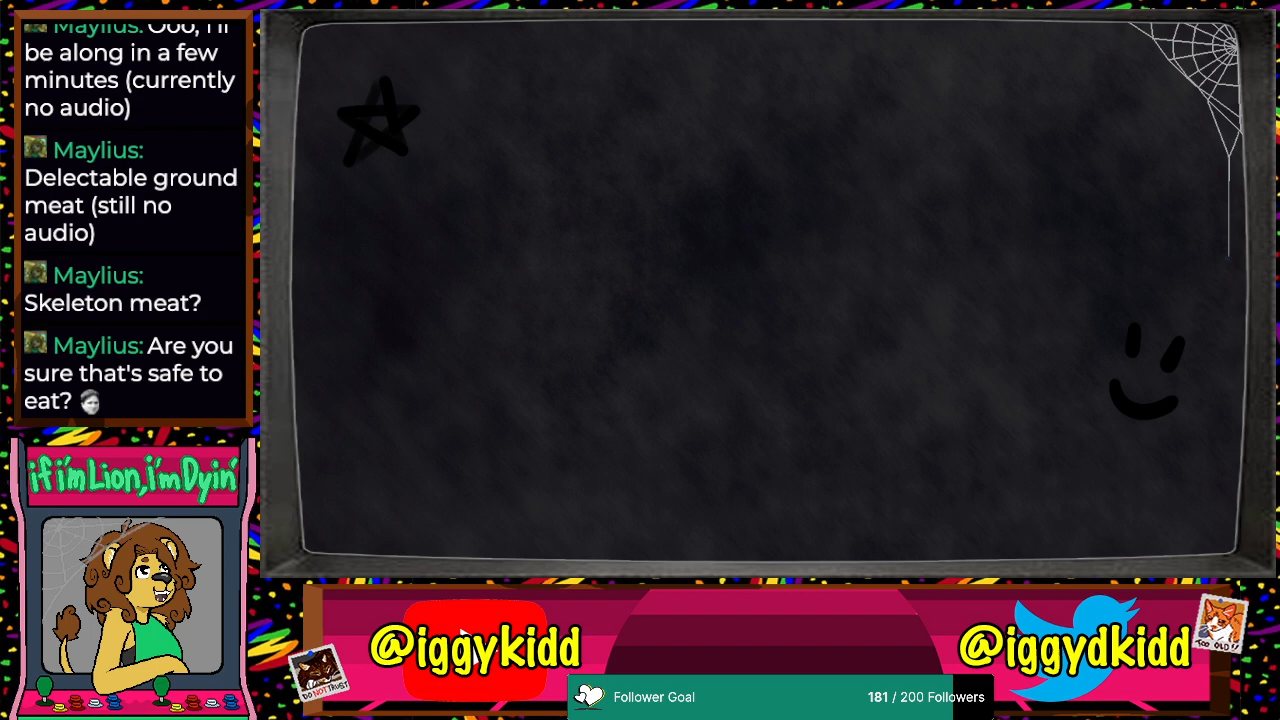 Maylius: Ooo, I'll
be along in a few
minutes (currently
no audio)
Maylius:
Delectable ground
meat (still no
audio)
Maylius:
Skeleton meat?
Maylius: Are you
sure that's safe to
eat?
if i'm Lion, i'm Dyin'
@iggykidd
@iggydkidd
DO NOT TRUST
TOO OLD!!
Follower Goal
181 / 200 Followers